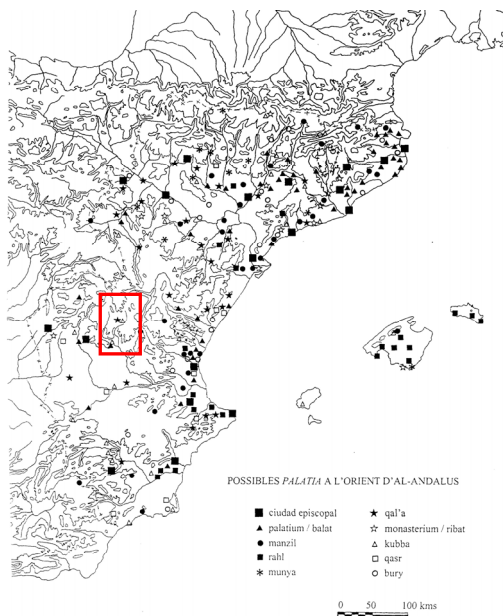 POSSIBLES PALATIA A L'ORIENT D'AL-ANDALUS
ciudad episcopal
palatium / balat
manzil
rahl
munya
qal'a
monasterium / ribat
kubba
qasr
bury
0 50 100 kms